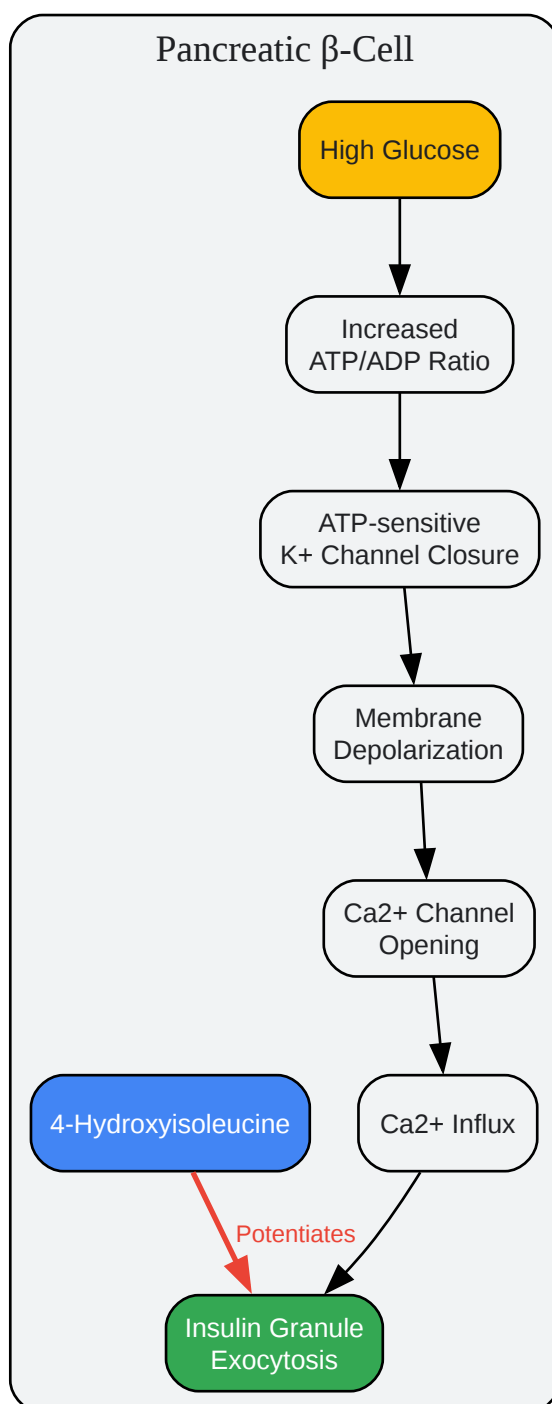 Pancreatic β-Cell
High Glucose
Increased
ATP/ADP Ratio
ATP-sensitive
K+ Channel Closure
Membrane
Depolarization
Ca2+ Channel
Opening
4-Hydroxyisoleucine
Ca2+ Influx
Potentiates
Insulin Granule
Exocytosis